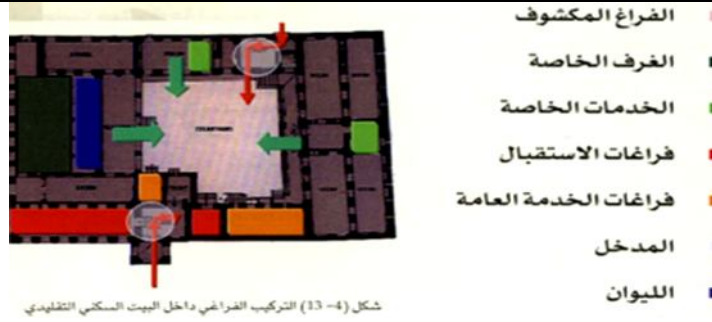 الفراغ المكشوف
الغرف الخاصة
الخدمات الخاصة
فراغات الاستقبال
فراغات الخدمة العامة
المدخل
الليوان
شكل (4- 13) التركيب الفراغي داخل البيت السكني التقليدي